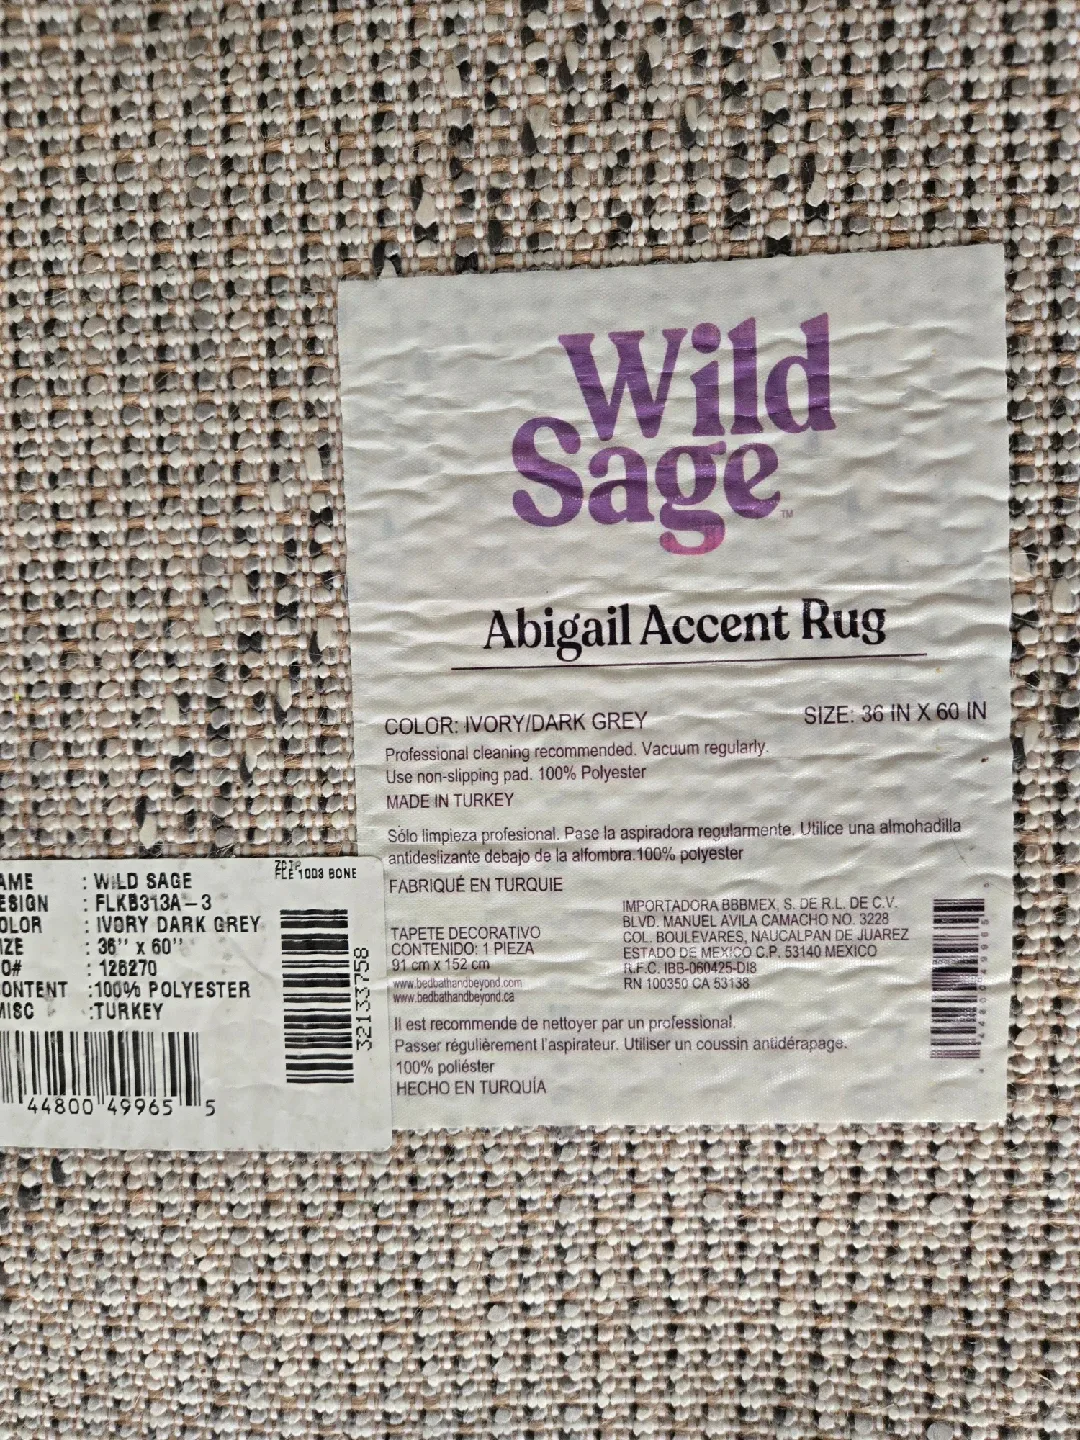 Wild
Sage
TM
Abigail Accent Rug
COLOR: IVORY/DARK GREY
SIZE: 36 IN X 60 IN
Professional cleaning recommended. Vacuum regularly.
Use non-slipping pad. 100% Polyester
MADE IN TURKEY
Sólo limpieza profesional. Pase la aspiradora regularmente. Utilice una almohadilla
antideslizante debajo de la alfombra.100% polyester
FABRIQUÉ EN TURQUIE
TAPETE DECORATIVO
CONTENIDO: 1 PIEZA
91 cm x 152 cm
www.bedbathandbeyond.com
www.bedbathandbeyond.ca
IMPORTADORA BBBMEX, S. DE R.L. DE C.V.
BLVD. MANUEL AVILA CAMACHO NO. 3228
COL. BOULEVARES, NAUCALPAN DE JUAREZ
ESTADO DE MEXICO C.P. 53140 MEXICO
R.F.C. IBB-060425-DI8
RN 100350 CA 53138
Il est recommende de nettoyer par un professional.
Passer régulièrement l'aspirateur. Utiliser un coussin antidérapage.
100% poliéster
HECHO EN TURQUÍA
AME : WILD SAGE
ESIGN : FLKB313A-3
OLOR : IVORY DARK GREY
IZE : 36" x 60"
O# : 126270
ONTENT :100% POLYESTER
MISC :TURKEY
1003 BONE
32133758
44800 49965 5